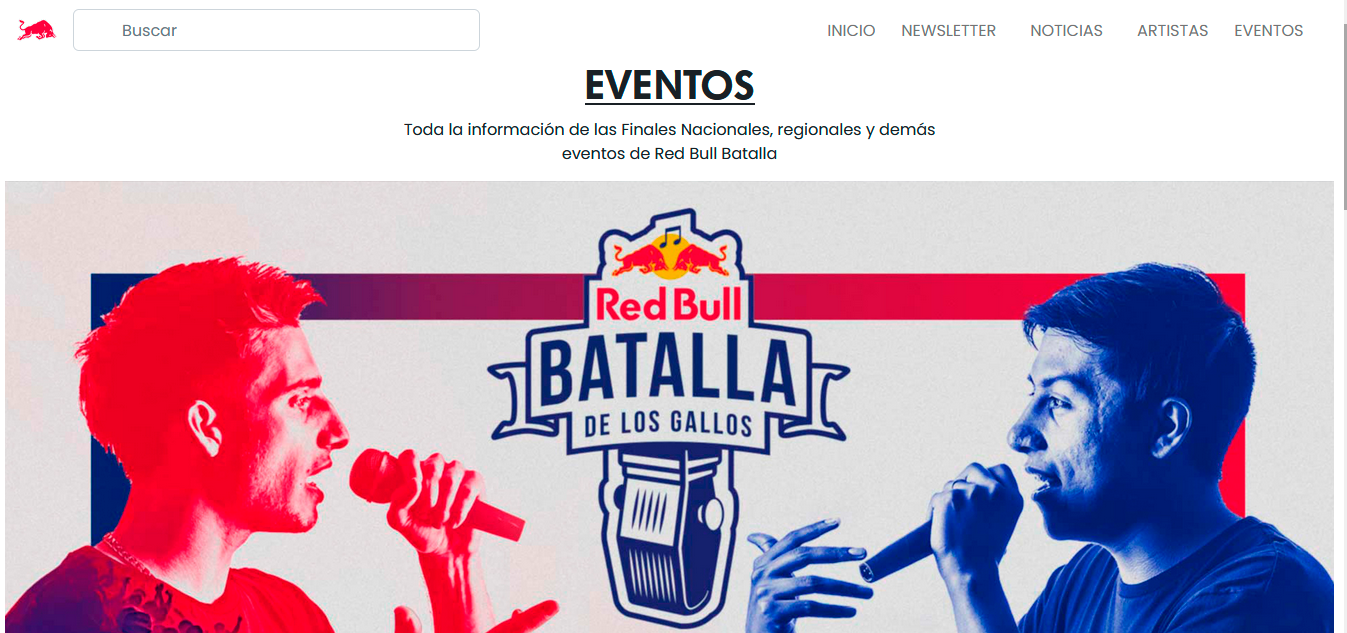 Buscar
INICIO
NEWSLETTER
NOTICIAS
ARTISTAS
EVENTOS
EVENTOS
Toda la información de las Finales Nacionales, regionales y demás
eventos de Red Bull Batalla
Red Bull
BATALLA
DE LOS GALLOS